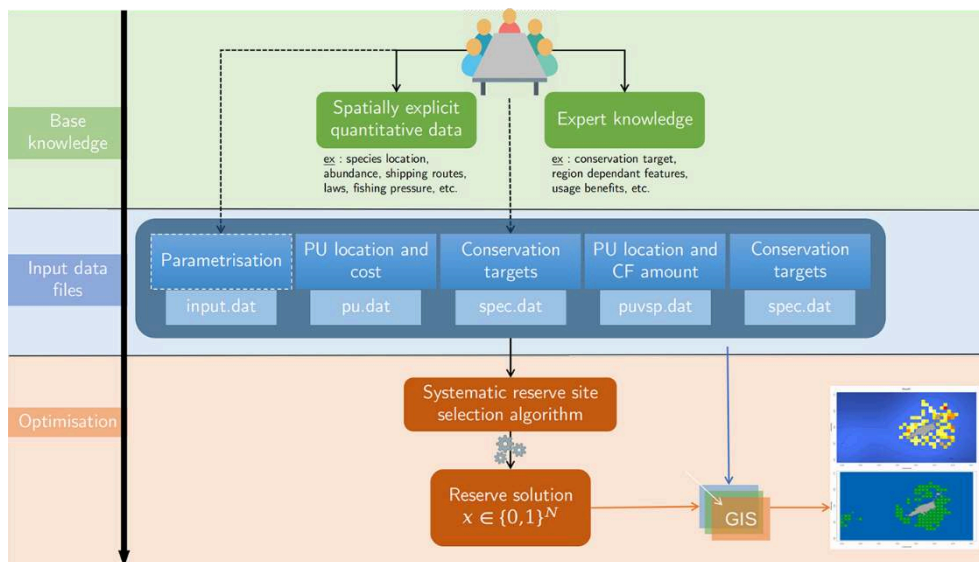 Base
knowledge
Spatially explicit
quantitative data
ex : species location,
abundance, shipping routes,
laws, fishing pressure, etc.
Expert knowledge
ex : conservation target,
region dependant features,
usage benefits, etc.
Input data
files
Parametrisation
input.dat
PU location and
cost
pu.dat
Conservation
targets
spec.dat
PU location and
CF amount
puvsp.dat
Conservation
targets
spec.dat
Optimisation
Systematic reserve site
selection algorithm
Reserve solution
x ∈ {0,1}^N
GIS